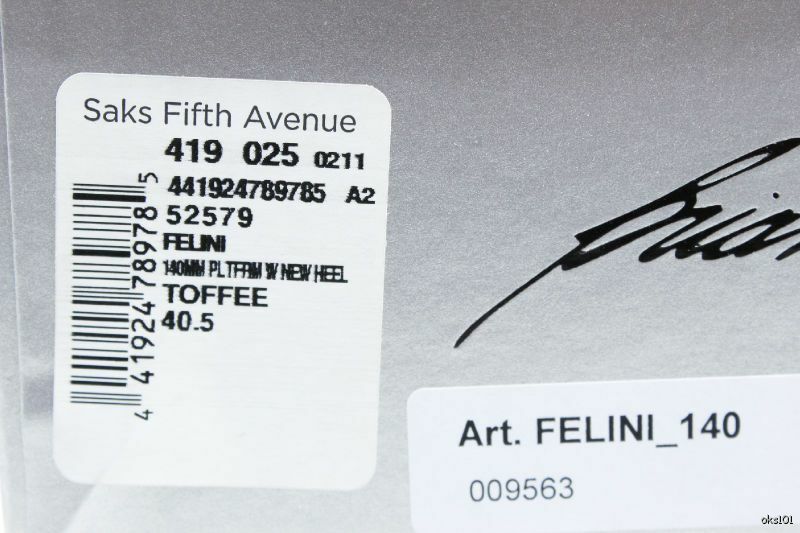 Saks Fifth Avenue
419 025 0211
441924789785 A2
52579
FELINI
140MM PLTFRM W NEW HEEL
TOFFEE
40.5
4 41924 78978 5
Brian
Art. FELINI_140
009563
oks101